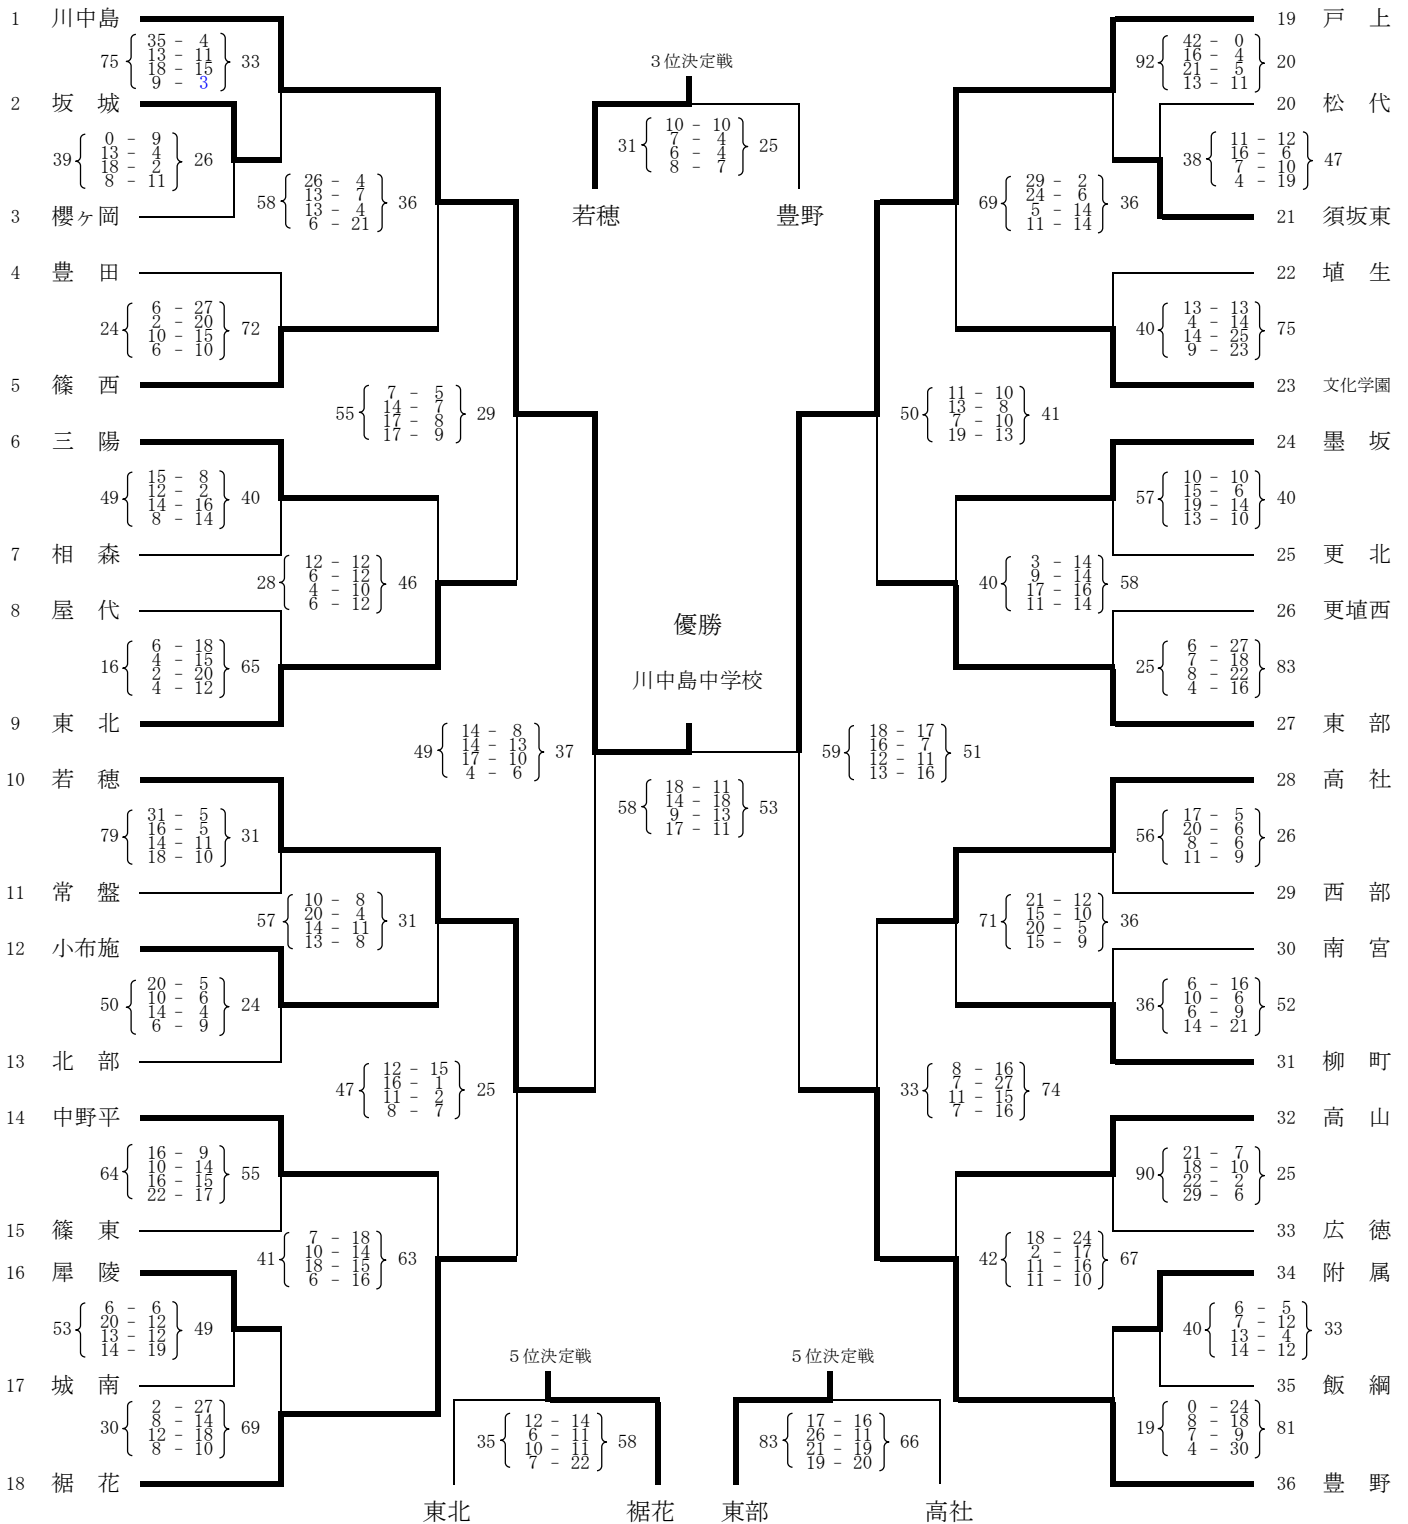 1 川中島
75 35 - 4 33
13 - 11
18 - 15
9 - 3
2 坂 城
39 0 - 9 26
13 - 4
18 - 2
8 - 11
3 櫻ヶ岡
58 26 - 4 36
13 - 7
13 - 4
6 - 21
4 豊 田
24 6 - 27 72
2 - 20
10 - 15
6 - 10
5 篠 西
55 7 - 5 29
14 - 7
17 - 8
17 - 9
6 三 陽
49 15 - 8 40
12 - 2
14 - 16
8 - 14
7 相 森
28 12 - 12 46
6 - 12
4 - 10
6 - 12
8 屋 代
16 6 - 18 65
4 - 15
2 - 20
4 - 12
9 東 北
49 14 - 8 37
14 - 13
17 - 10
4 - 6
10 若 穂
79 31 - 5 31
16 - 5
14 - 11
18 - 10
11 常 盤
57 10 - 8 31
20 - 4
14 - 11
13 - 8
12 小布施
50 20 - 5 24
10 - 6
14 - 4
6 - 9
13 北 部
47 12 - 15 25
16 - 1
11 - 2
8 - 7
14 中野平
64 16 - 9 55
10 - 14
16 - 15
22 - 17
15 篠 東
41 7 - 18 63
10 - 14
18 - 15
6 - 16
16 犀 陵
53 6 - 6 49
20 - 12
13 - 12
14 - 19
17 城 南
30 2 - 27 69
8 - 14
12 - 18
8 - 10
18 裾 花
３位決定戦
31 10 - 10 25
7 - 4
6 - 4
8 - 7
若穂 豊野
優勝
川中島中学校
58 18 - 11 53
14 - 18
9 - 13
17 - 11
５位決定戦
35 12 - 14 58
6 - 11
10 - 11
7 - 22
東北 裾花
５位決定戦
83 17 - 16 66
26 - 11
21 - 19
19 - 20
東部 高社
19 戸 上
92 42 - 0 20
16 - 4
21 - 5
13 - 11
20 松 代
38 11 - 12 47
16 - 6
7 - 10
4 - 19
21 須坂東
69 29 - 2 36
24 - 6
5 - 14
11 - 14
22 埴 生
40 13 - 13 75
4 - 14
14 - 25
9 - 23
23 文化学園
50 11 - 10 41
13 - 8
7 - 10
19 - 13
24 墨 坂
57 10 - 10 40
15 - 6
19 - 14
13 - 10
25 更 北
40 3 - 14 58
9 - 14
17 - 16
11 - 14
26 更埴西
25 6 - 27 83
7 - 18
8 - 22
4 - 16
27 東 部
59 18 - 17 51
16 - 7
12 - 11
13 - 16
28 高 社
56 17 - 5 26
20 - 6
8 - 6
11 - 9
29 西 部
71 21 - 12 36
15 - 10
20 - 5
15 - 9
30 南 宮
36 6 - 16 52
10 - 6
6 - 9
14 - 21
31 柳 町
33 8 - 16 74
7 - 27
11 - 15
7 - 16
32 高 山
90 21 - 7 25
18 - 10
22 - 2
29 - 6
33 広 徳
42 18 - 24 67
2 - 17
11 - 16
11 - 10
34 附 属
40 6 - 5 33
7 - 12
13 - 4
14 - 12
35 飯 綱
19 0 - 24 81
8 - 18
7 - 9
4 - 30
36 豊 野